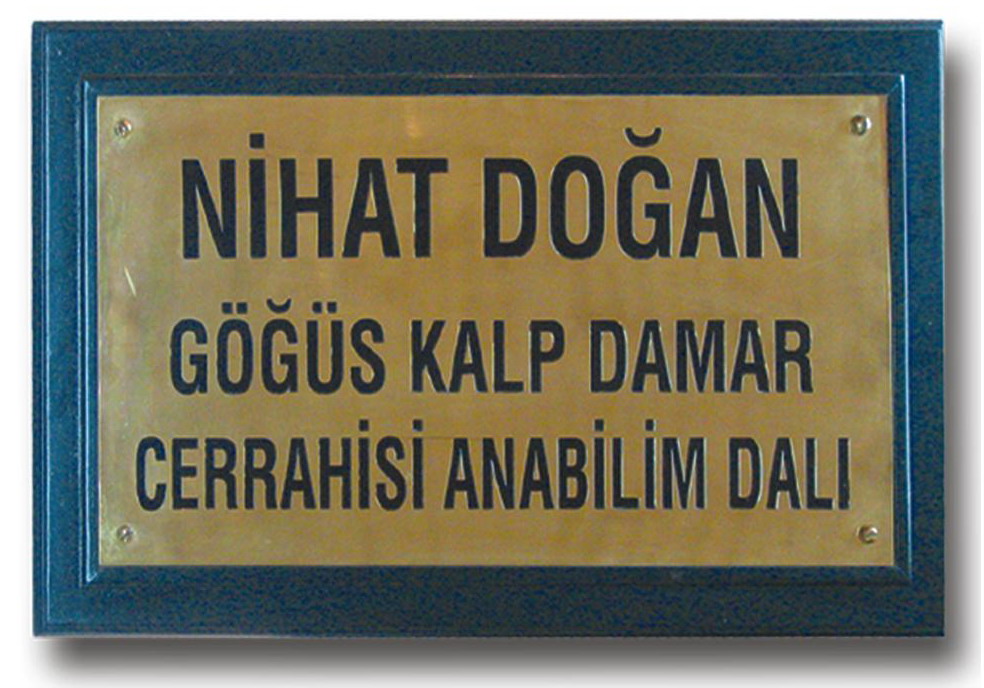 NİHAT DOĞAN
GÖĞÜS KALP DAMAR
CERRAHİSİ ANABİLİM DALI